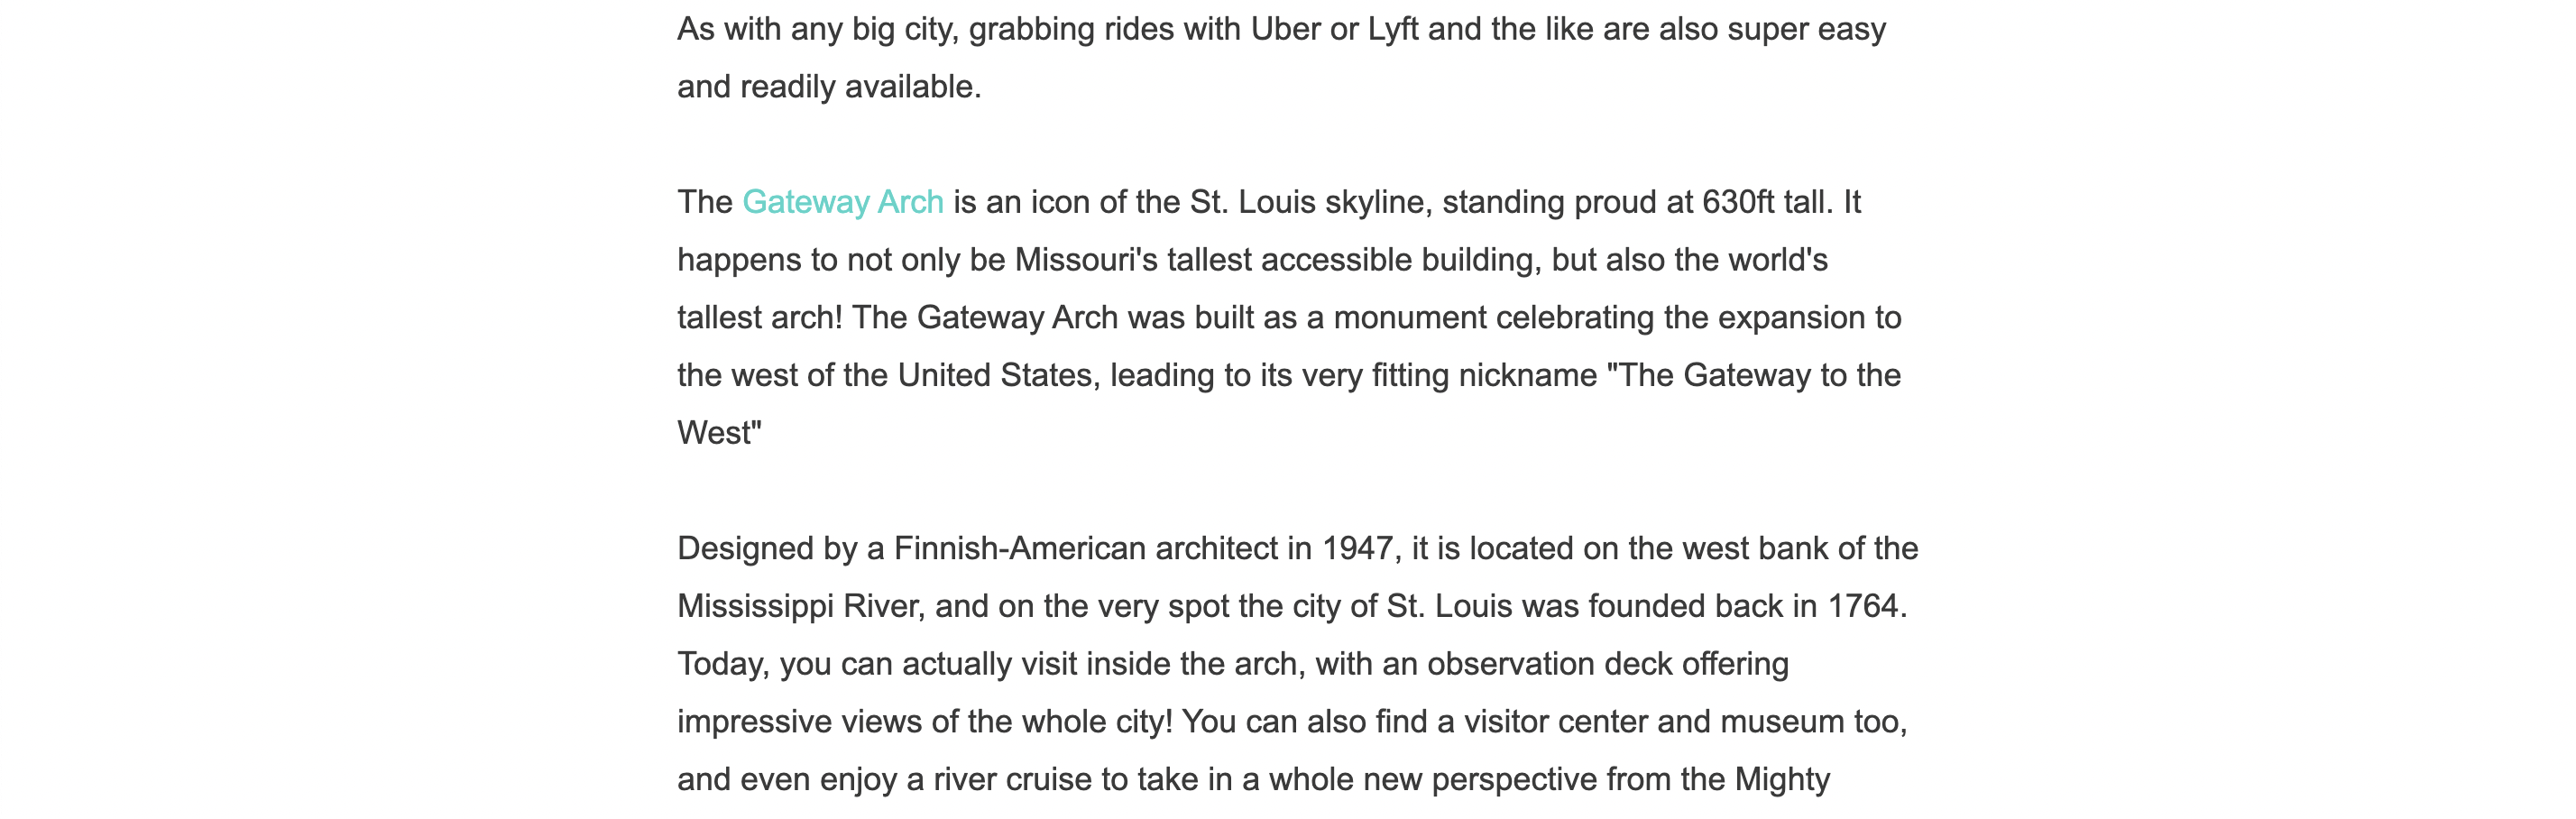 As with any big city, grabbing rides with Uber or Lyft and the like are also super easy
and readily available.
The Gateway Arch is an icon of the St. Louis skyline, standing proud at 630ft tall. It
happens to not only be Missouri's tallest accessible building, but also the world's
tallest arch! The Gateway Arch was built as a monument celebrating the expansion to
the west of the United States, leading to its very fitting nickname "The Gateway to the
West"
Designed by a Finnish-American architect in 1947, it is located on the west bank of the
Mississippi River, and on the very spot the city of St. Louis was founded back in 1764.
Today, you can actually visit inside the arch, with an observation deck offering
impressive views of the whole city! You can also find a visitor center and museum too,
and even enjoy a river cruise to take in a whole new perspective from the Mighty